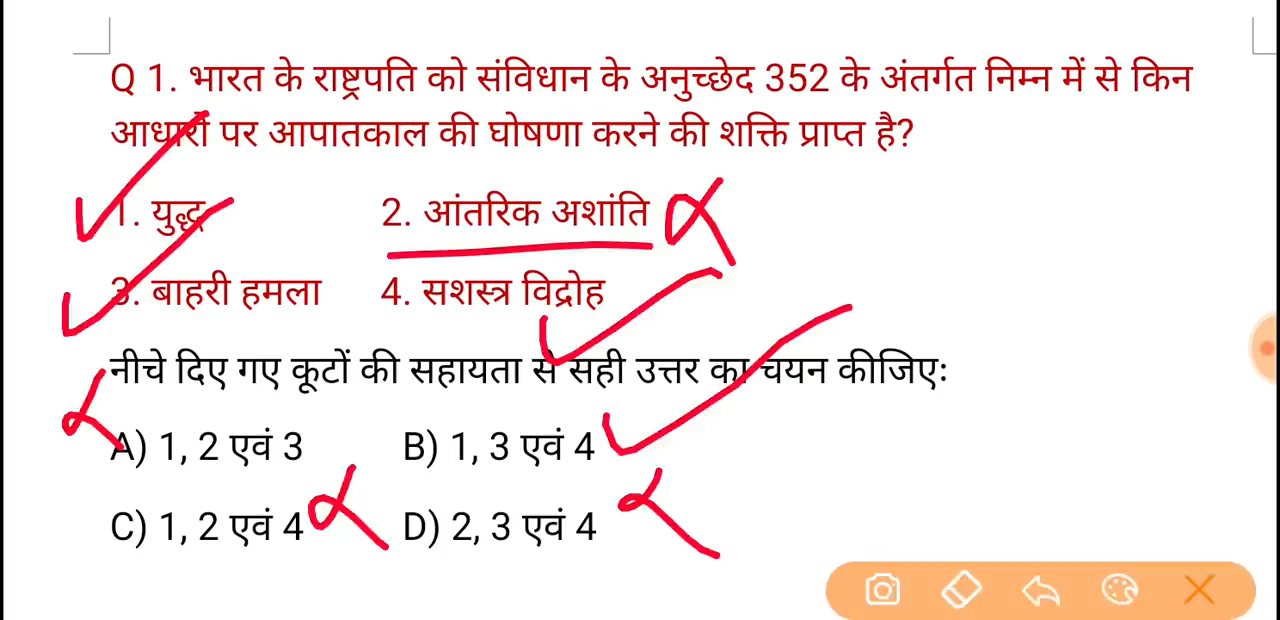 Q 1. भारत के राष्ट्रपति को संविधान के अनुच्छेद 352 के अंतर्गत निम्न में से किन
आधारों पर आपातकाल की घोषणा करने की शक्ति प्राप्त है?
1. युद्ध 2. आंतरिक अशांति
3. बाहरी हमला 4. सशस्त्र विद्रोह
नीचे दिए गए कूटों की सहायता से सही उत्तर का चयन कीजिए:
A) 1, 2 एवं 3 B) 1, 3 एवं 4
C) 1, 2 एवं 4 D) 2, 3 एवं 4